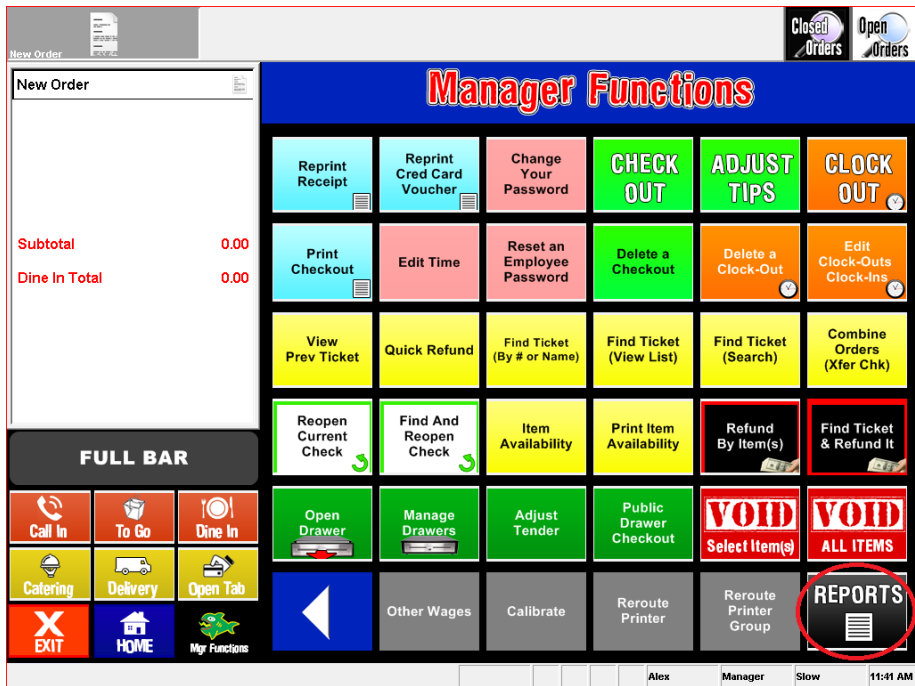 New Order
Closed
Orders
Open
Orders
New Order
Subtotal 0.00
Dine In Total 0.00
FULL BAR
Call In
To Go
Dine In
Catering
Delivery
Open Tab
X
EXIT
HOME
Mgr Functions
Manager Functions
Reprint
Receipt
Reprint
Cred Card
Voucher
Change
Your
Password
CHECK
OUT
ADJUST
TIPS
CLOCK
OUT
Print
Checkout
Edit Time
Reset an
Employee
Password
Delete a
Checkout
Delete a
Clock-Out
Edit
Clock-Outs
Clock-Ins
View
Prev Ticket
Quick Refund
Find Ticket
(By # or Name)
Find Ticket
(View List)
Find Ticket
(Search)
Combine
Orders
(Xfer Chk)
Reopen
Current
Check
Find And
Reopen
Check
Item
Availability
Print Item
Availability
Refund
By Item(s)
Find Ticket
& Refund It
Open
Drawer
Manage
Drawers
Adjust
Tender
Public
Drawer
Checkout
VOID
Select Item(s)
VOID
ALL ITEMS
Other Wages
Calibrate
Reroute
Printer
Reroute
Printer
Group
REPORTS
Alex
Manager
Slow
11:41 AM